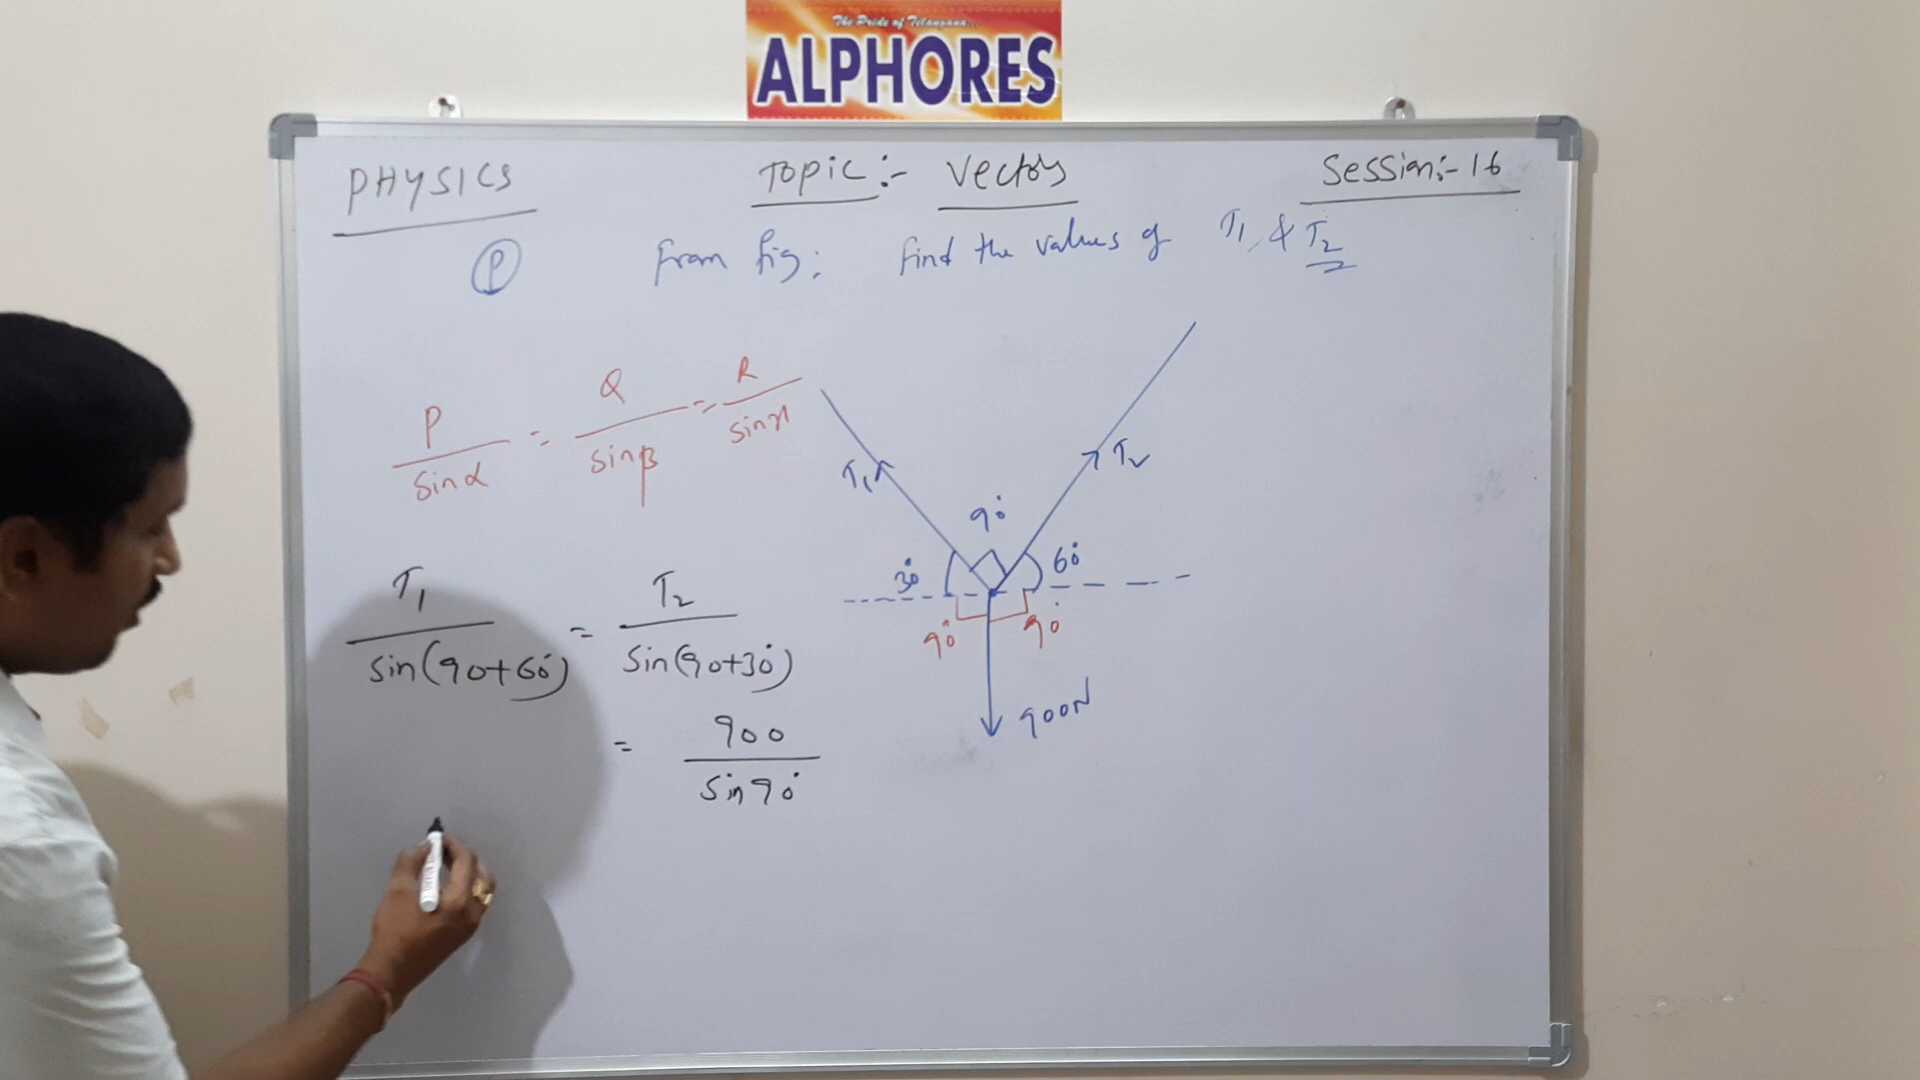 The Pride of Telangana...
ALPHORES
PHYSICS Topic:- Vectors Session:-16
(P) From fig: find the values of T1 & T2
P/sinα = Q/sinβ = R/sinγ
T1 T2
90°
30° 60°
90° 90°
T1/sin(90+60°) = T2/sin(90+30°)
900N
= 900/sin90°